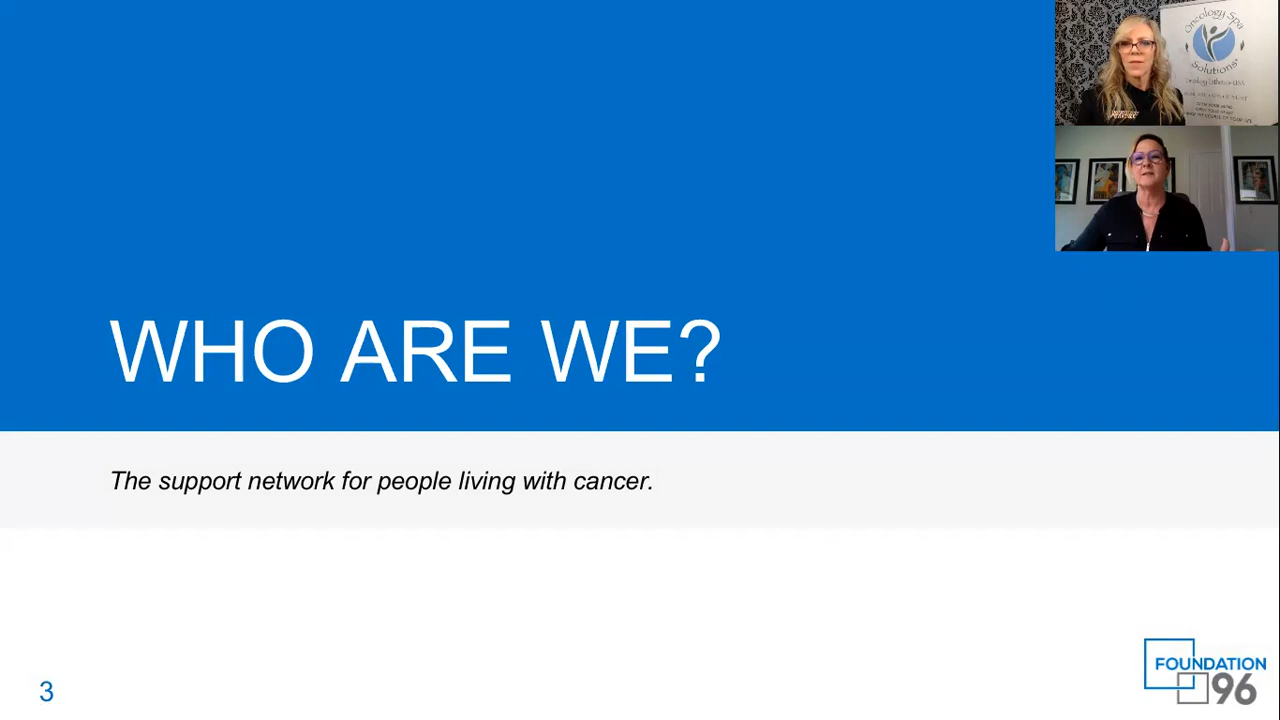 Oncology Spa
Solutions
WHO ARE WE?
The support network for people living with cancer.
3
FOUNDATION
96